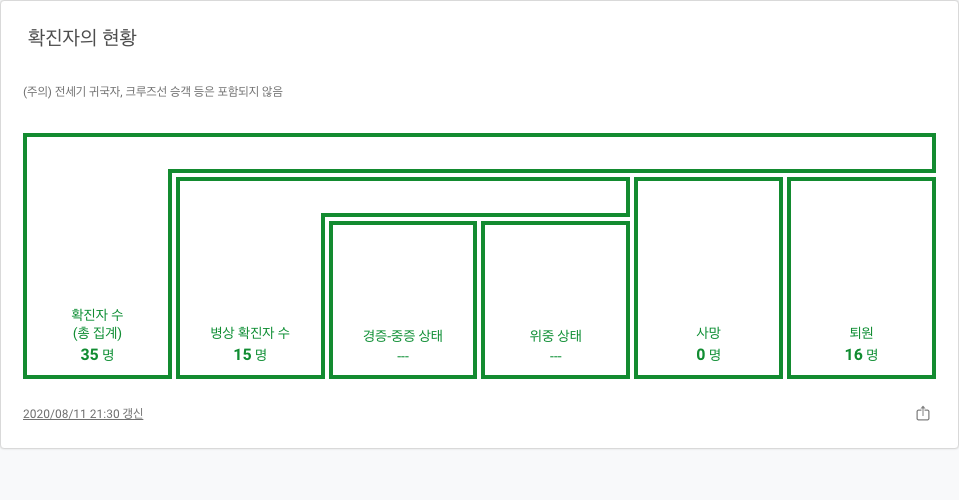 확진자의 현황
(주의) 전세기 귀국자, 크루즈선 승객 등은 포함되지 않음
확진자 수
(총 집계)
35 명
병상 확진자 수
15 명
경증-중증 상태
---
위중 상태
---
사망
0 명
퇴원
16 명
2020/08/11 21:30 갱신